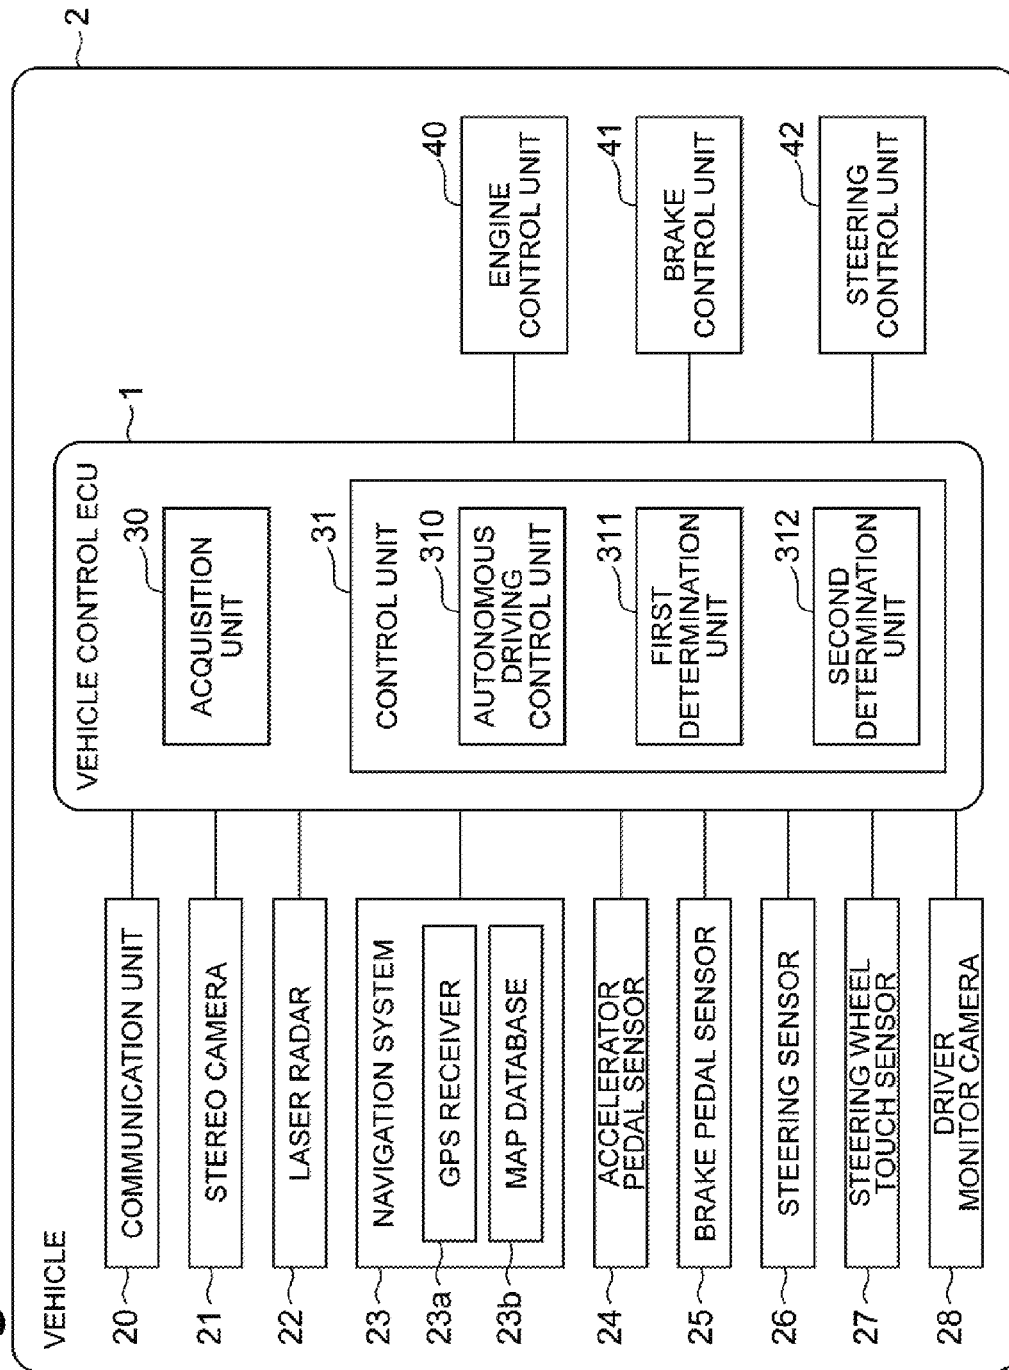 VEHICLE
2
20
COMMUNICATION UNIT
21
STEREO CAMERA
22
LASER RADAR
23
NAVIGATION SYSTEM
23a
GPS RECEIVER
23b
MAP DATABASE
24
ACCELERATOR
PEDAL SENSOR
25
BRAKE PEDAL SENSOR
26
STEERING SENSOR
27
STEERING WHEEL
TOUCH SENSOR
28
DRIVER
MONITOR CAMERA
VEHICLE CONTROL ECU
1
30
ACQUISITION
UNIT
31
CONTROL UNIT
310
AUTONOMOUS
DRIVING
CONTROL UNIT
311
FIRST
DETERMINATION
UNIT
312
SECOND
DETERMINATION
UNIT
40
ENGINE
CONTROL UNIT
41
BRAKE
CONTROL UNIT
42
STEERING
CONTROL UNIT